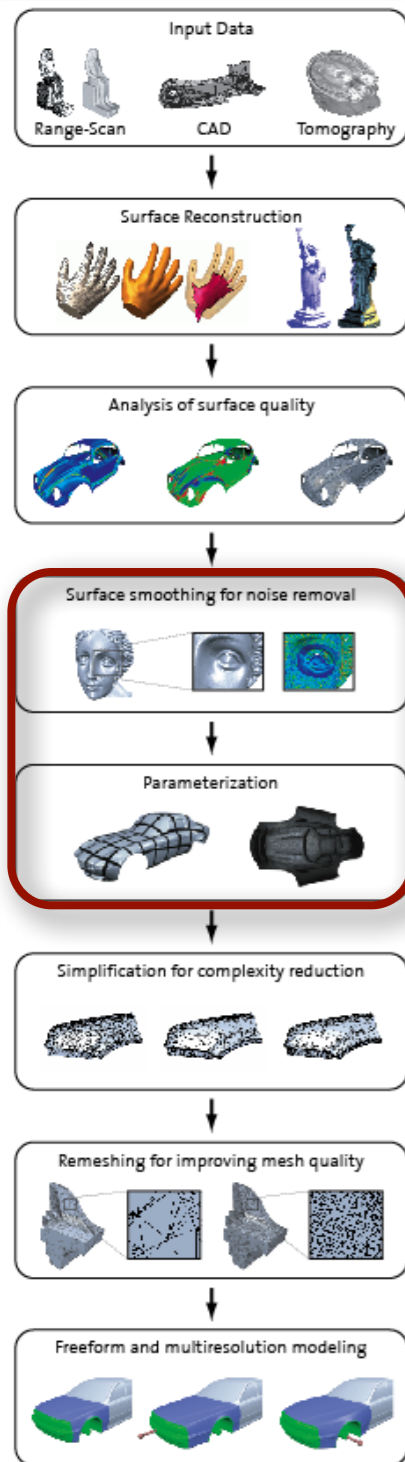 Input Data
Range-Scan CAD Tomography
Surface Reconstruction
Analysis of surface quality
Surface smoothing for noise removal
Parameterization
Simplification for complexity reduction
Remeshing for improving mesh quality
Freeform and multiresolution modeling